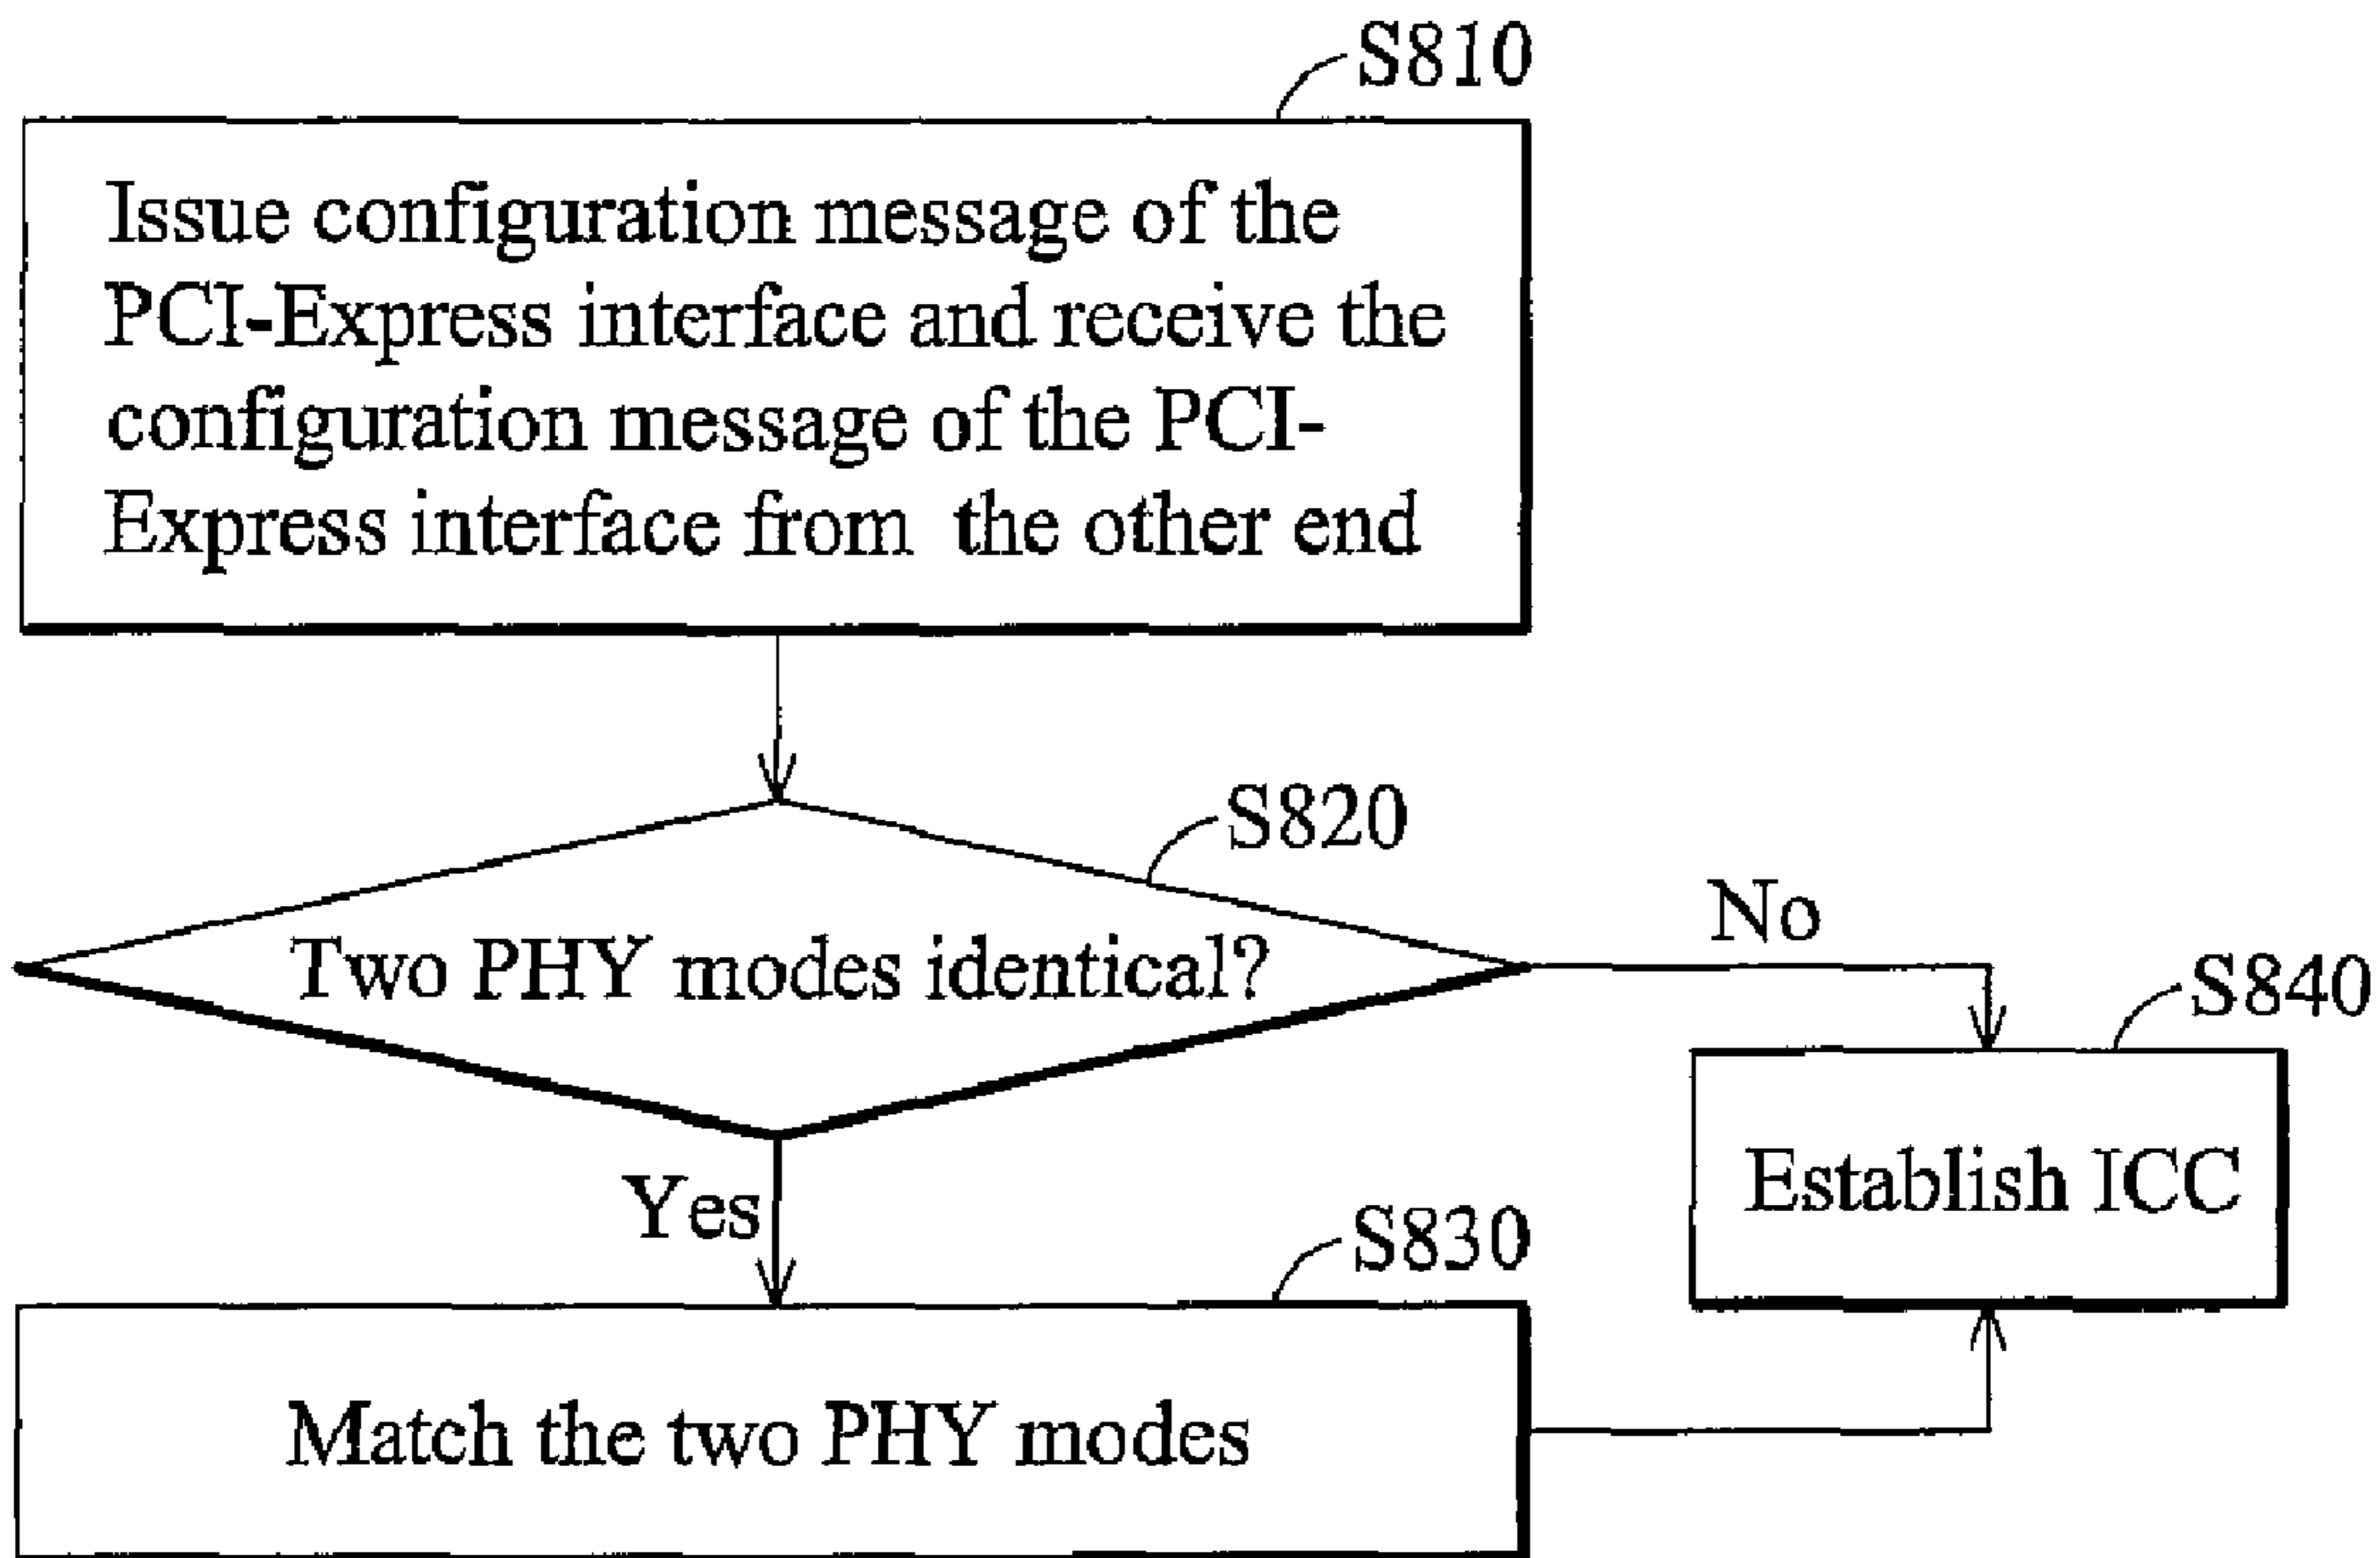 S810
Issue configuration message of the
PCI-Express interface and receive the
configuration message of the PCI-
Express interface from the other end
S820
Two PHY modes identical?
No
S840
Establish ICC
Yes
S830
Match the two PHY modes